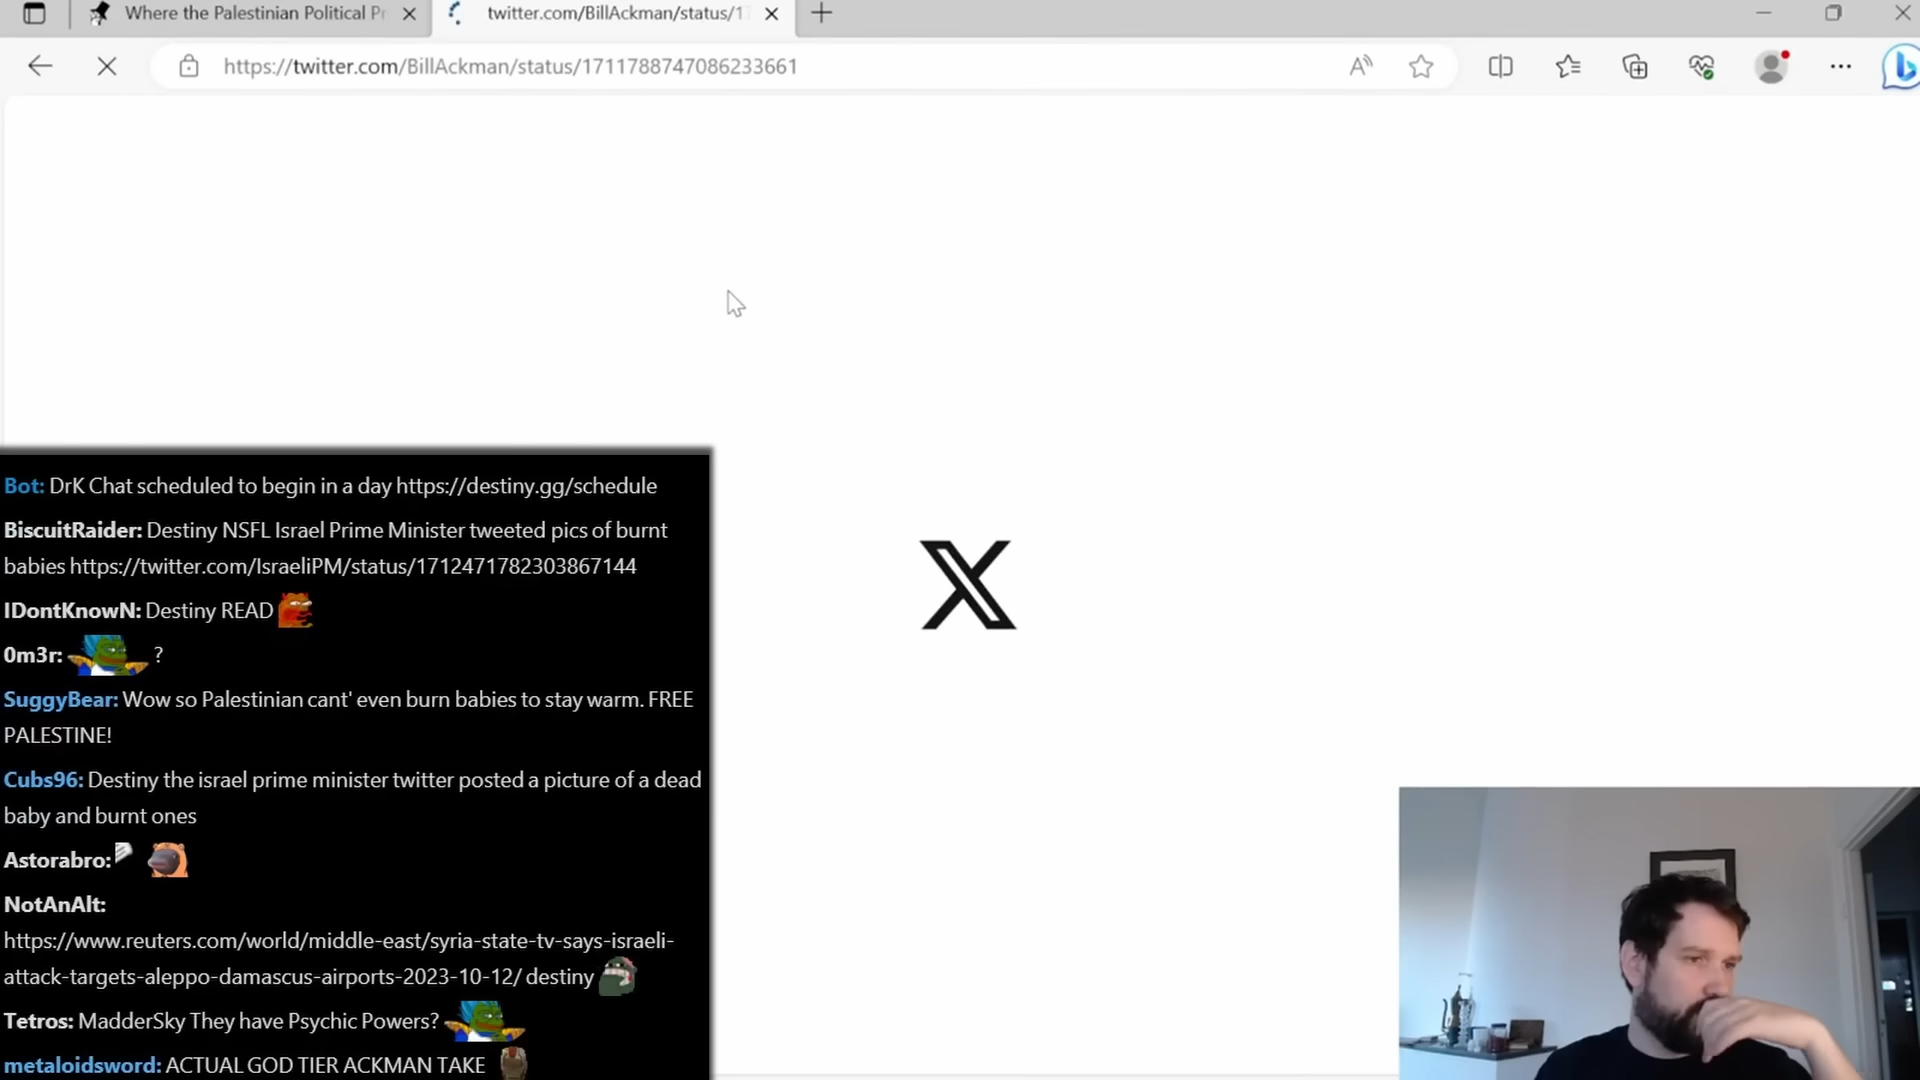 Where the Palestinian Political Pr
twitter.com/BillAckman/status/17
https://twitter.com/BillAckman/status/1711788747086233661
Bot: DrK Chat scheduled to begin in a day https://destiny.gg/schedule
BiscuitRaider: Destiny NSFL Israel Prime Minister tweeted pics of burnt
babies https://twitter.com/IsraeliPM/status/1712471782303867144
IDontKnowN: Destiny READ
0m3r: ?
SuggyBear: Wow so Palestinian cant' even burn babies to stay warm. FREE
PALESTINE!
Cubs96: Destiny the israel prime minister twitter posted a picture of a dead
baby and burnt ones
Astorabro:
NotAnAlt:
https://www.reuters.com/world/middle-east/syria-state-tv-says-israeli-
attack-targets-aleppo-damascus-airports-2023-10-12/ destiny
Tetros: MadderSky They have Psychic Powers?
metaloidsword: ACTUAL GOD TIER ACKMAN TAKE